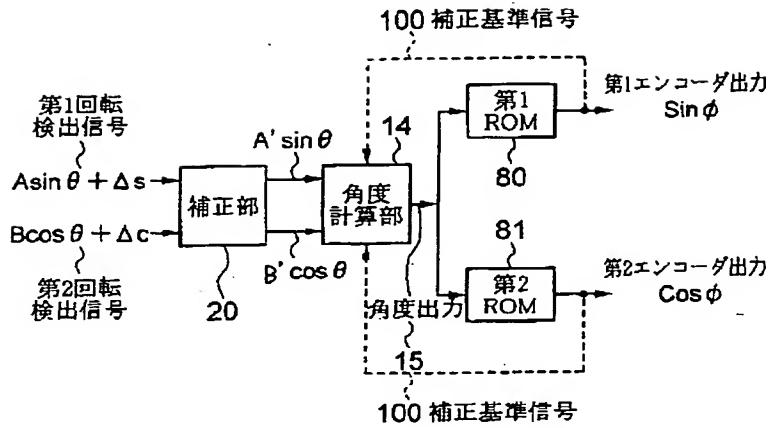 100 補正基準信号
第1回転
検出信号
Asinθ+Δs
Bcosθ+Δc
第2回転
検出信号
補正部
20
A'sinθ
B'cosθ
14
角度
計算部
角度出力
15
第1
ROM
80
81
第2
ROM
第1エンコーダ出力
Sinφ
第2エンコーダ出力
Cosφ
100 補正基準信号